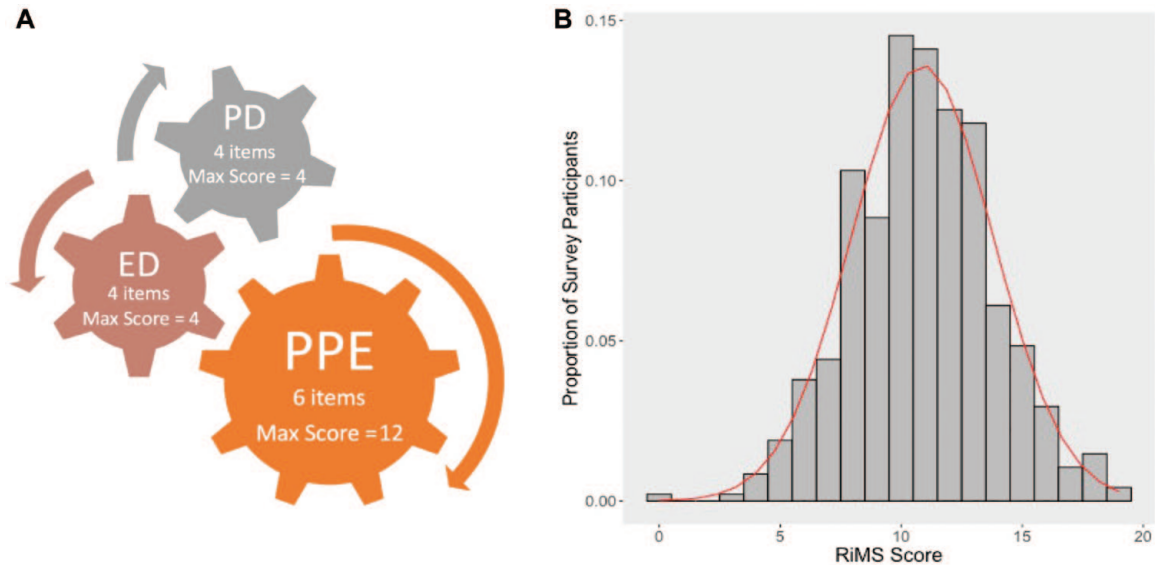 A
PD
4 items
Max Score = 4
ED
4 items
Max Score = 4
PPE
6 items
Max Score =12
B
0.15
0.10
0.05
0.00
Proportion of Survey Participants
0 5 10 15 20
RiMS Score